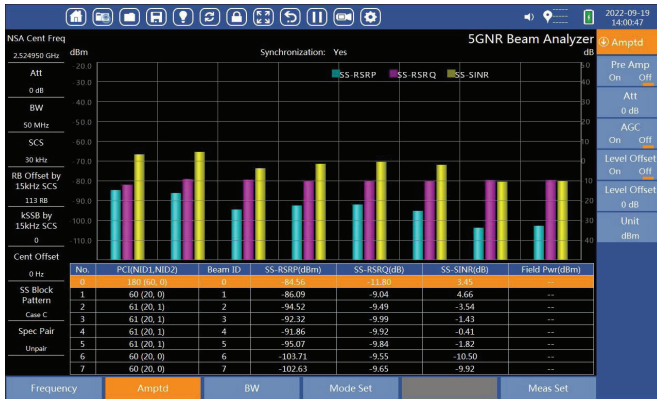 2022-09-19
14:00:47
NSA Cent Freq
2.524950 GHz
Att
0 dB
BW
50 MHz
SCS
30 kHz
RB Offset by
15kHz SCS
113 RB
kSSB by
15kHz SCS
0
Cent Offset
0 Hz
SS Block
Pattern
Case C
Spec Pair
Unpair
5GNR Beam Analyzer
dBm
Synchronization: Yes
dB
SS-RSRP SS-RSRQ SS-SINR
-20.0 50
-40.0 30
-60.0 20
-70.0 10
-80.0 0
-90.0 10
-100.0 20
-110.0 40
No. PCI(NID1,NID2) Beam ID SS-RSRP(dBm) SS-RSRQ(dB) SS-SINR(dB) Field Pwr(dBm)
0 180 (60, 0) 0 -84.56 -11.80 3.45 --
1 60 (20, 0) 1 -86.09 -9.04 4.66 --
2 61 (20, 1) 2 -94.52 -9.49 -3.54 --
3 61 (20, 1) 3 -92.32 -9.99 -1.43 --
4 61 (20, 1) 4 -91.86 -9.92 -0.41 --
5 61 (20, 1) 5 -95.07 -9.84 -1.82 --
6 60 (20, 0) 6 -103.71 -9.55 -10.50 --
7 60 (20, 0) 7 -102.63 -9.65 -9.92 --
Amptd
Pre Amp
On Off
Att
0 dB
AGC
On Off
Level Offset
On Off
Level Offset
0 dB
Unit
dBm
Frequency Amptd BW Mode Set Meas Set